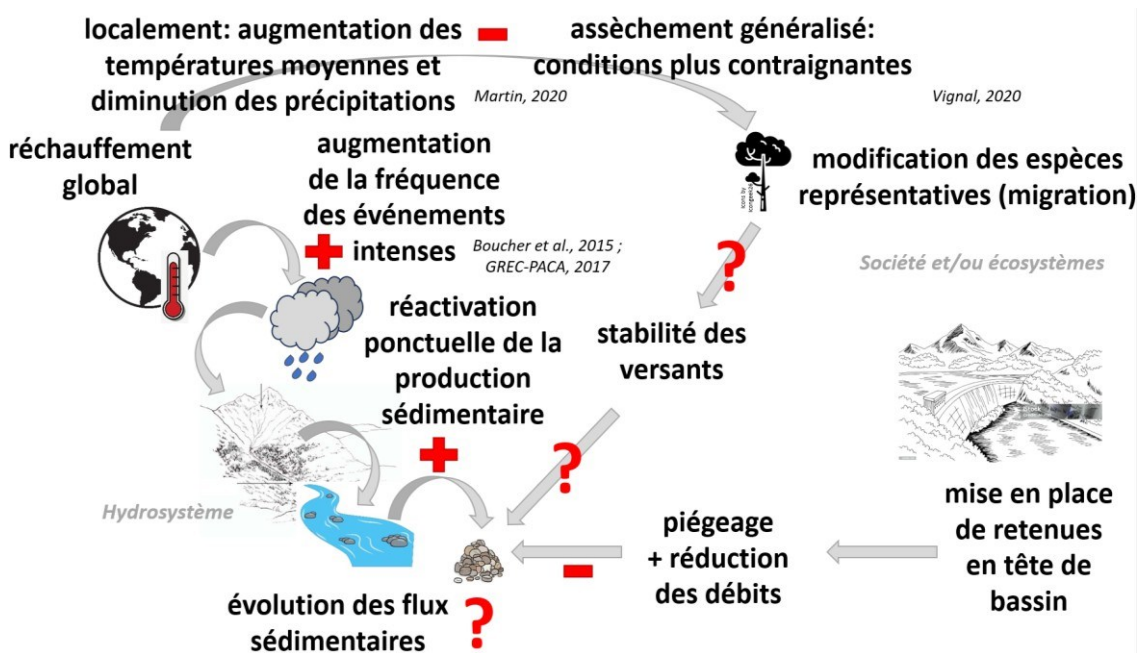 localement: augmentation des
températures moyennes et
diminution des précipitations
Martin, 2020
assèchement généralisé:
conditions plus contraignantes
Vignal, 2020
réchauffement
global
augmentation
de la fréquence
des événements
intenses
Boucher et al., 2015 ;
GREC-PACA, 2017
Icons by
icongeek26
modification des espèces
représentatives (migration)
?
Société et/ou écosystèmes
réactivation
ponctuelle de la
production
sédimentaire
stabilité des
versants
?
Hydrosystème
piégeage
+ réduction
des débits
mise en place
de retenues
en tête de
bassin
évolution des flux
sédimentaires
?